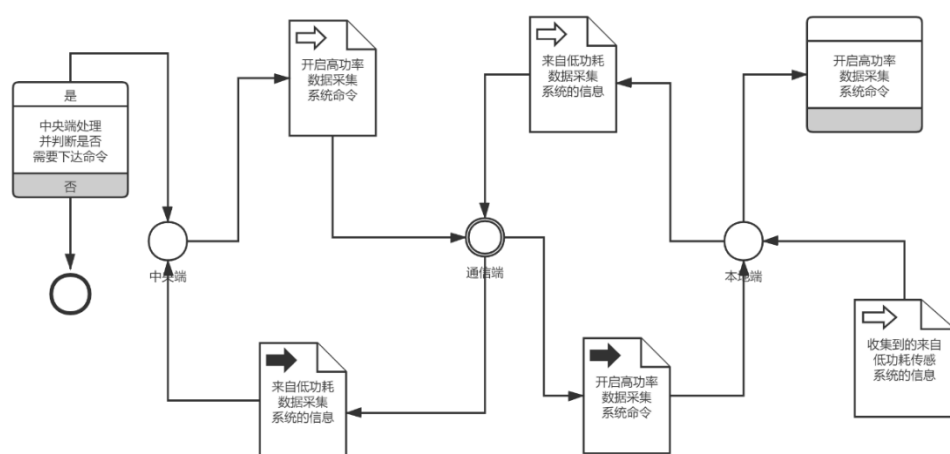 是
中央端处理
并判断是否
需要下达命令
否
中央端
开启高功率
数据采集
系统命令
来自低功耗
数据采集
系统的信息
通信端
来自低功耗
数据采集
系统的信息
开启高功率
数据采集
系统命令
本地端
开启高功率
数据采集
系统命令
收集到的来自
低功耗传感
系统的信息